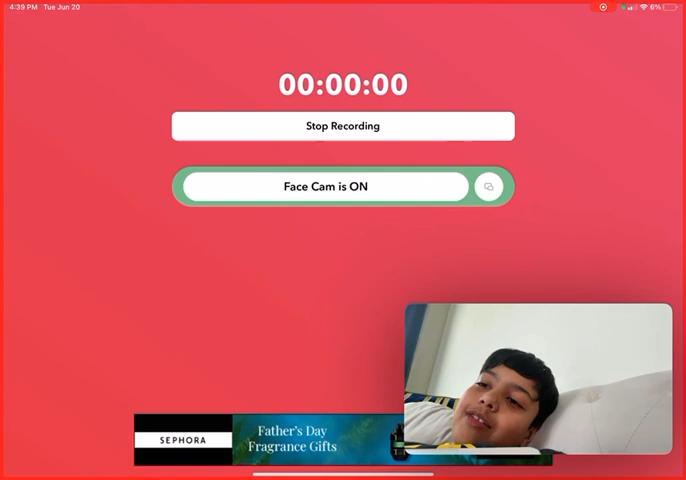 4:39 PM Tue Jun 20
6%
00:00:00
Stop Recording
Face Cam is ON
SEPHORA
Father's Day
Fragrance Gifts